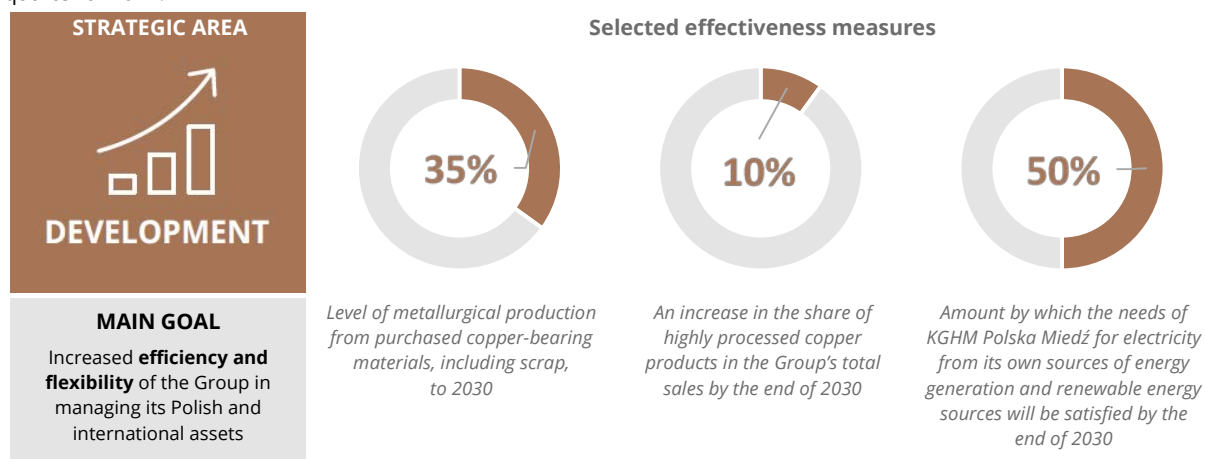 STRATEGIC AREA
DEVELOPMENT
MAIN GOAL
Increased efficiency and
flexibility of the Group in
managing its Polish and
international assets
Selected effectiveness measures
35%
Level of metallurgical production
from purchased copper-bearing
materials, including scrap,
to 2030
10%
An increase in the share of
highly processed copper
products in the Group's total
sales by the end of 2030
50%
Amount by which the needs of
KGHM Polska Miedź for electricity
from its own sources of energy
generation and renewable energy
sources will be satisfied by the
end of 2030